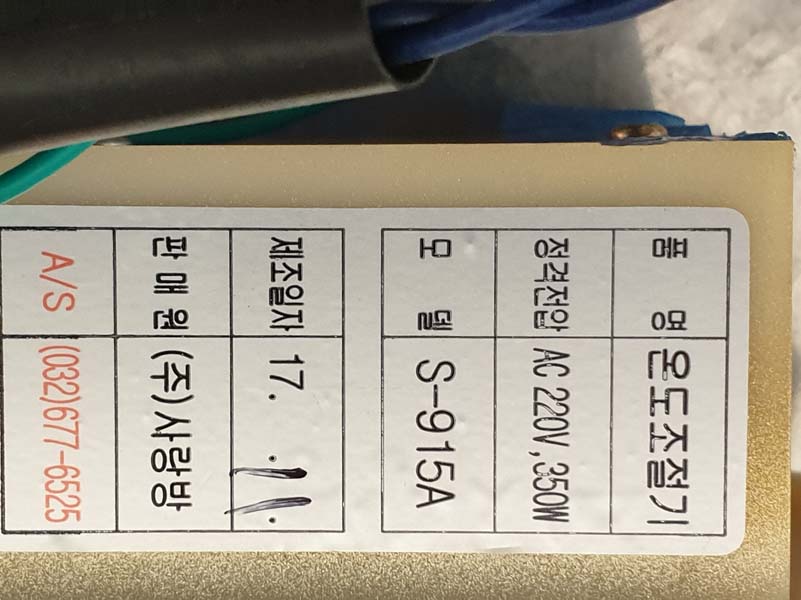 품 명 온도조절기
정격전압 AC 220V, 350W
모 델 S-915A
제조일자 17. . 11.
판 매 원 (주)사랑방
A/S (032)677-6525